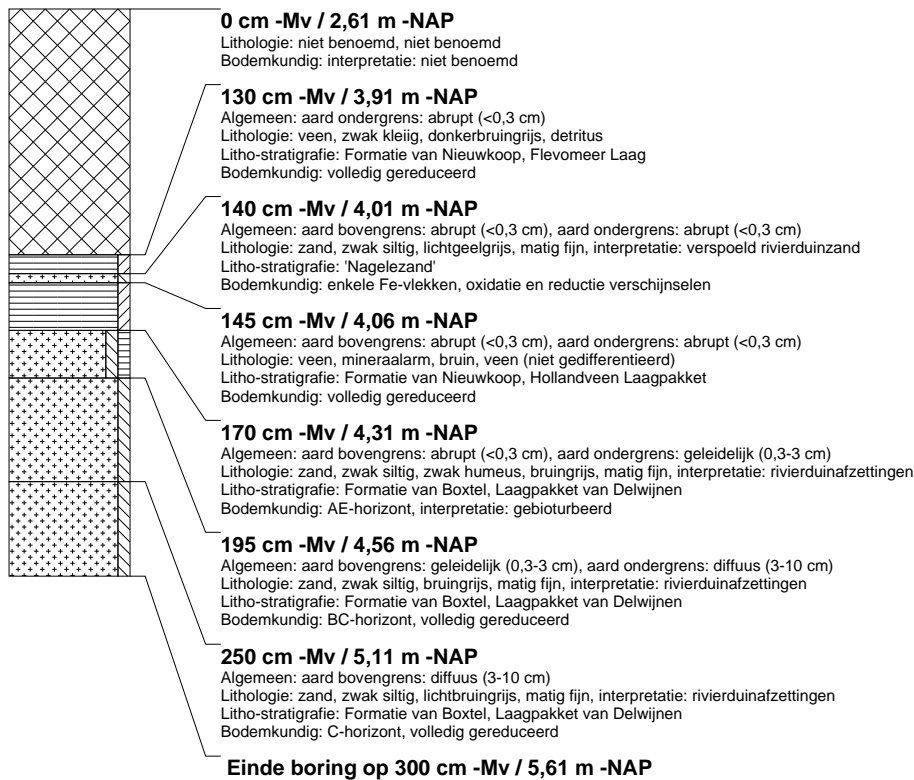 0 cm -Mv / 2,61 m -NAP
Lithologie: niet benoemd, niet benoemd
Bodemkundig: interpretatie: niet benoemd
130 cm -Mv / 3,91 m -NAP
Algemeen: aard ondergrens: abrupt (<0,3 cm)
Lithologie: veen, zwak kleiig, donkerbruingrijs, detritus
Litho-stratigrafie: Formatie van Nieuwkoop, Flevomeer Laag
Bodemkundig: volledig gereduceerd
140 cm -Mv / 4,01 m -NAP
Algemeen: aard bovengrens: abrupt (<0,3 cm), aard ondergrens: abrupt (<0,3 cm)
Lithologie: zand, zwak siltig, lichtgeelgrijs, matig fijn, interpretatie: verspoeld rivierduinzand
Litho-stratigrafie: 'Nagelezand'
Bodemkundig: enkele Fe-vlekken, oxidatie en reductie verschijnselen
145 cm -Mv / 4,06 m -NAP
Algemeen: aard bovengrens: abrupt (<0,3 cm), aard ondergrens: abrupt (<0,3 cm)
Lithologie: veen, mineraalarm, bruin, veen (niet gedifferentieerd)
Litho-stratigrafie: Formatie van Nieuwkoop, Hollandveen Laagpakket
Bodemkundig: volledig gereduceerd
170 cm -Mv / 4,31 m -NAP
Algemeen: aard bovengrens: abrupt (<0,3 cm), aard ondergrens: geleidelijk (0,3-3 cm)
Lithologie: zand, zwak siltig, zwak humeus, bruingrijs, matig fijn, interpretatie: rivierduinafzettingen
Litho-stratigrafie: Formatie van Boxtel, Laagpakket van Delwijnen
Bodemkundig: AE-horizont, interpretatie: gebioturbeerd
195 cm -Mv / 4,56 m -NAP
Algemeen: aard bovengrens: geleidelijk (0,3-3 cm), aard ondergrens: diffuus (3-10 cm)
Lithologie: zand, zwak siltig, bruingrijs, matig fijn, interpretatie: rivierduinafzettingen
Litho-stratigrafie: Formatie van Boxtel, Laagpakket van Delwijnen
Bodemkundig: BC-horizont, volledig gereduceerd
250 cm -Mv / 5,11 m -NAP
Algemeen: aard bovengrens: diffuus (3-10 cm)
Lithologie: zand, zwak siltig, lichtbruingrijs, matig fijn, interpretatie: rivierduinafzettingen
Litho-stratigrafie: Formatie van Boxtel, Laagpakket van Delwijnen
Bodemkundig: C-horizont, volledig gereduceerd
Einde boring op 300 cm -Mv / 5,61 m -NAP